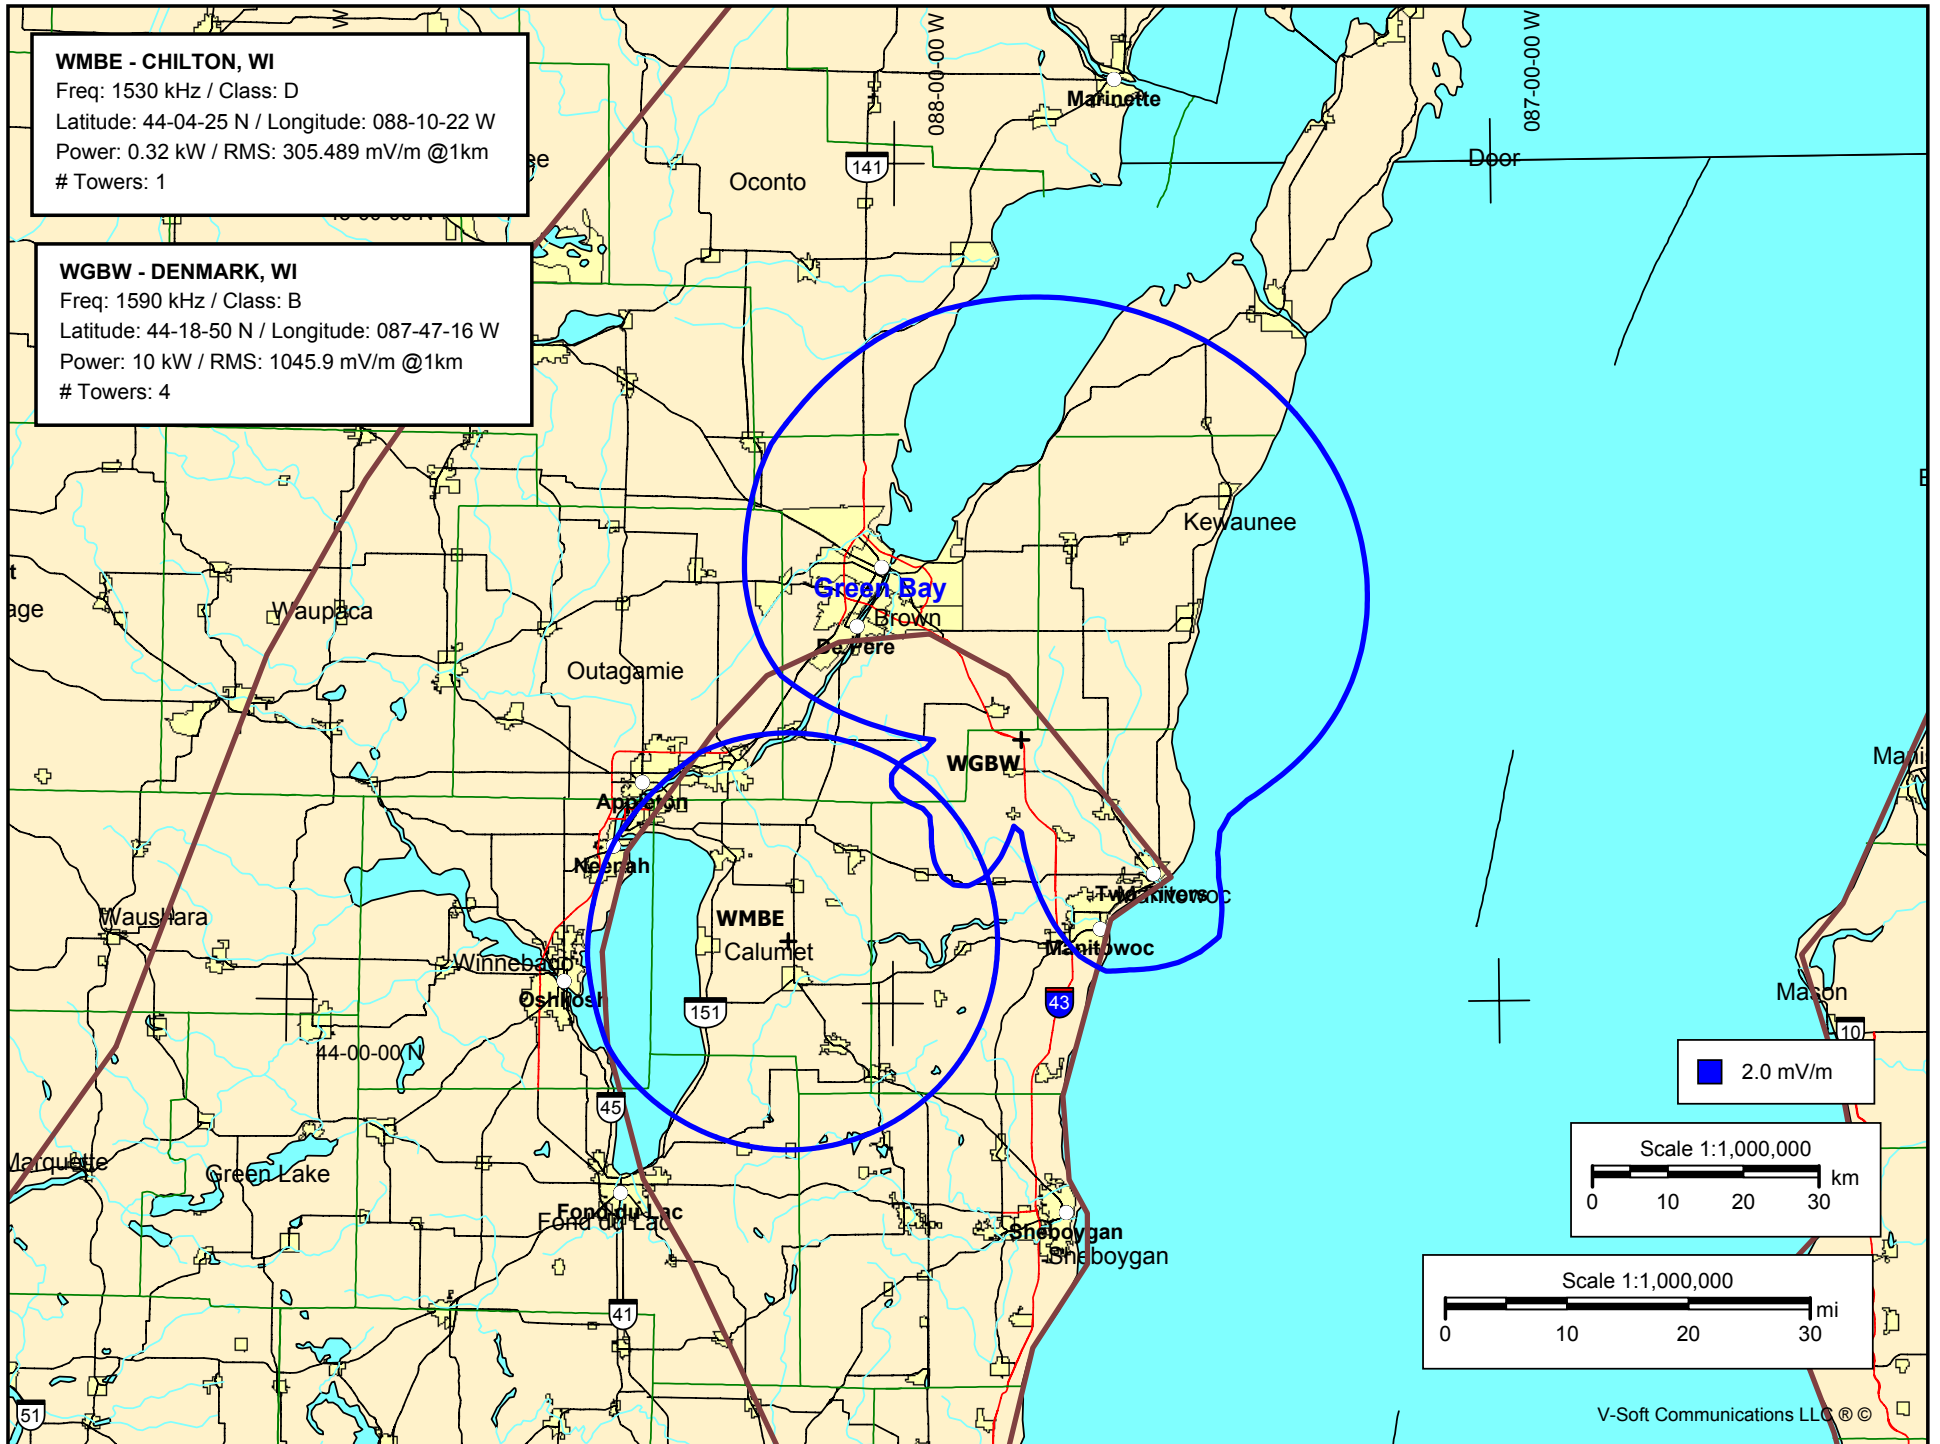 WMBE - CHILTON, WI
Freq: 1530 kHz / Class: D
Latitude: 44-04-25 N / Longitude: 088-10-22 W
Power: 0.32 kW / RMS: 305.489 mV/m @1km
# Towers: 1
WGBW - DENMARK, WI
Freq: 1590 kHz / Class: B
Latitude: 44-18-50 N / Longitude: 087-47-16 W
Power: 10 kW / RMS: 1045.9 mV/m @1km
# Towers: 4
088-00-00 W
087-00-00 W
Marinette
Door
141
Oconto
Kewaunee
Green Bay
Brown
De Pere
Waupaca
Outagamie
WGBW
Appleton
Neenah
Two Rivers
Manitowoc
Waushara
WMBE
Calumet
Manitowoc
Winnebago
Oshkosh
151
43
Mason
10
44-00-00 N
45
2.0 mV/m
Marquette
Green Lake
Scale 1:1,000,000
0 10 20 30 km
Fond du Lac
Fond du Lac
Sheboygan
Sheboygan
Scale 1:1,000,000
0 10 20 30 mi
41
51
V-Soft Communications LLC ® ©